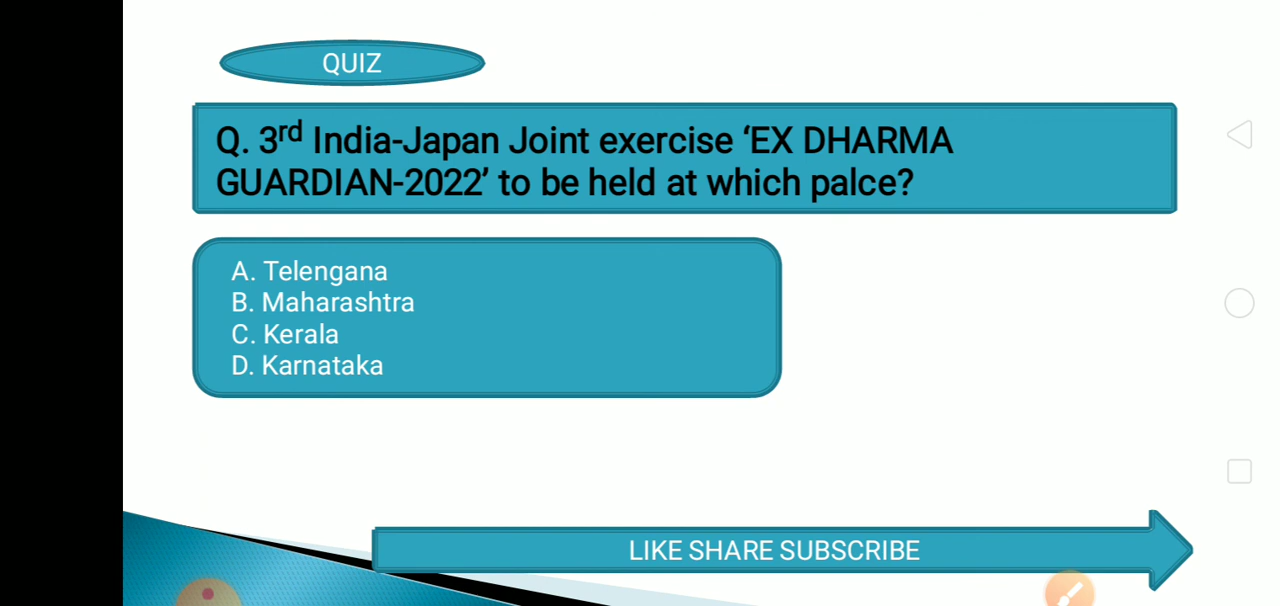 QUIZ
Q. 3rd India-Japan Joint exercise ‘EX DHARMA
GUARDIAN-2022’ to be held at which palce?
A. Telengana
B. Maharashtra
C. Kerala
D. Karnataka
LIKE SHARE SUBSCRIBE